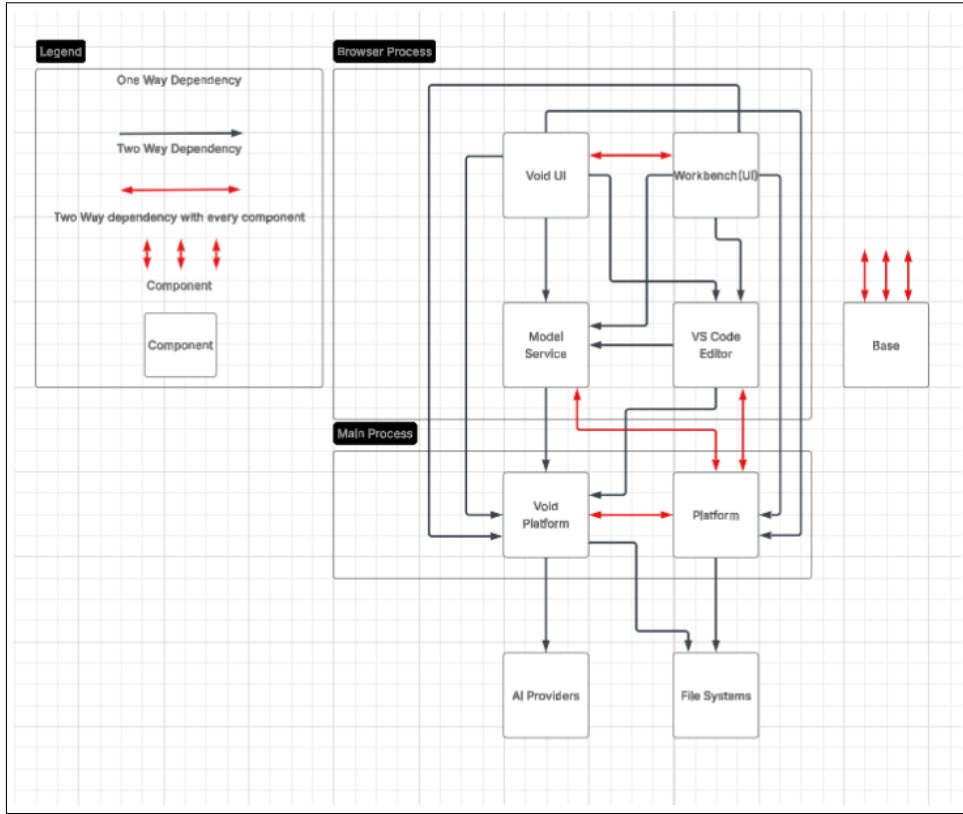 Legend
One Way Dependency
Two Way Dependency
Two Way dependency with every component
Component
Component
Browser Process
Void UI
Workbench(UI)
Model
Service
VS Code
Editor
Base
Main Process
Void
Platform
Platform
AI Providers
File Systems